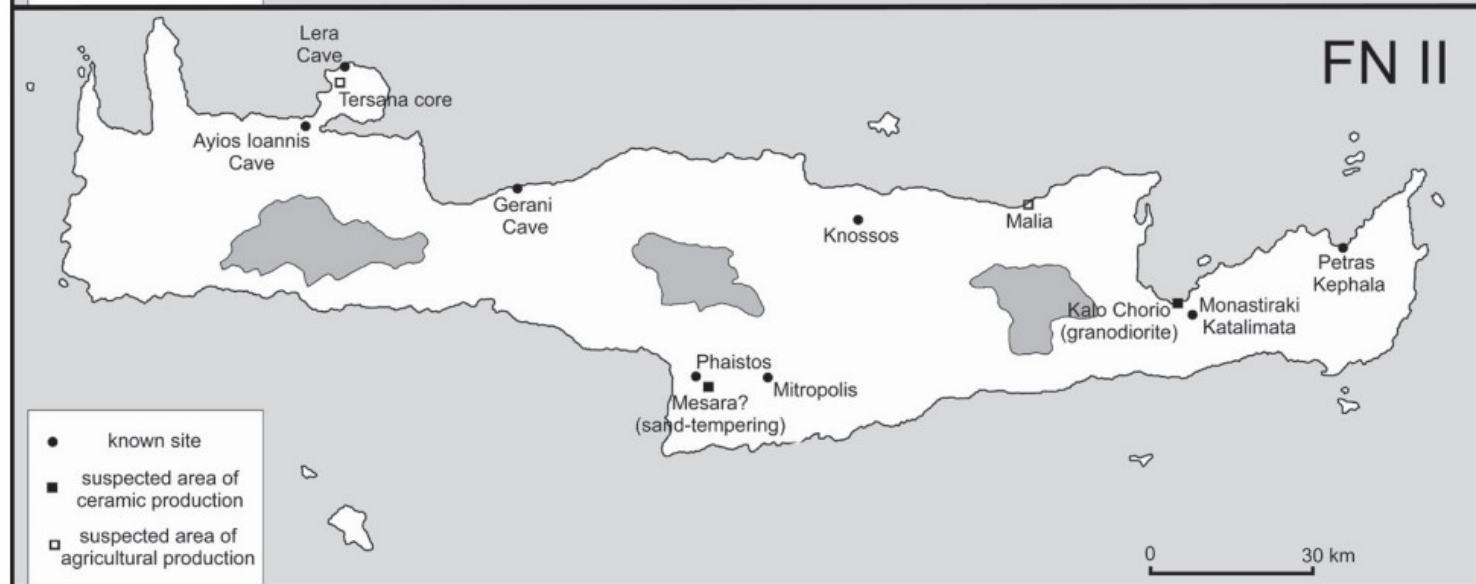 FN II
Lera
Cave
Tersana core
Ayios Ioannis
Cave
Gerani
Cave
Knossos
Malia
Petras
Kephala
Kalo Chorio
(granodiorite)
Monastiraki
Katalimata
Phaistos
Mitropolis
Mesara?
(sand-tempering)
known site
suspected area of
ceramic production
suspected area of
agricultural production
0 30 km